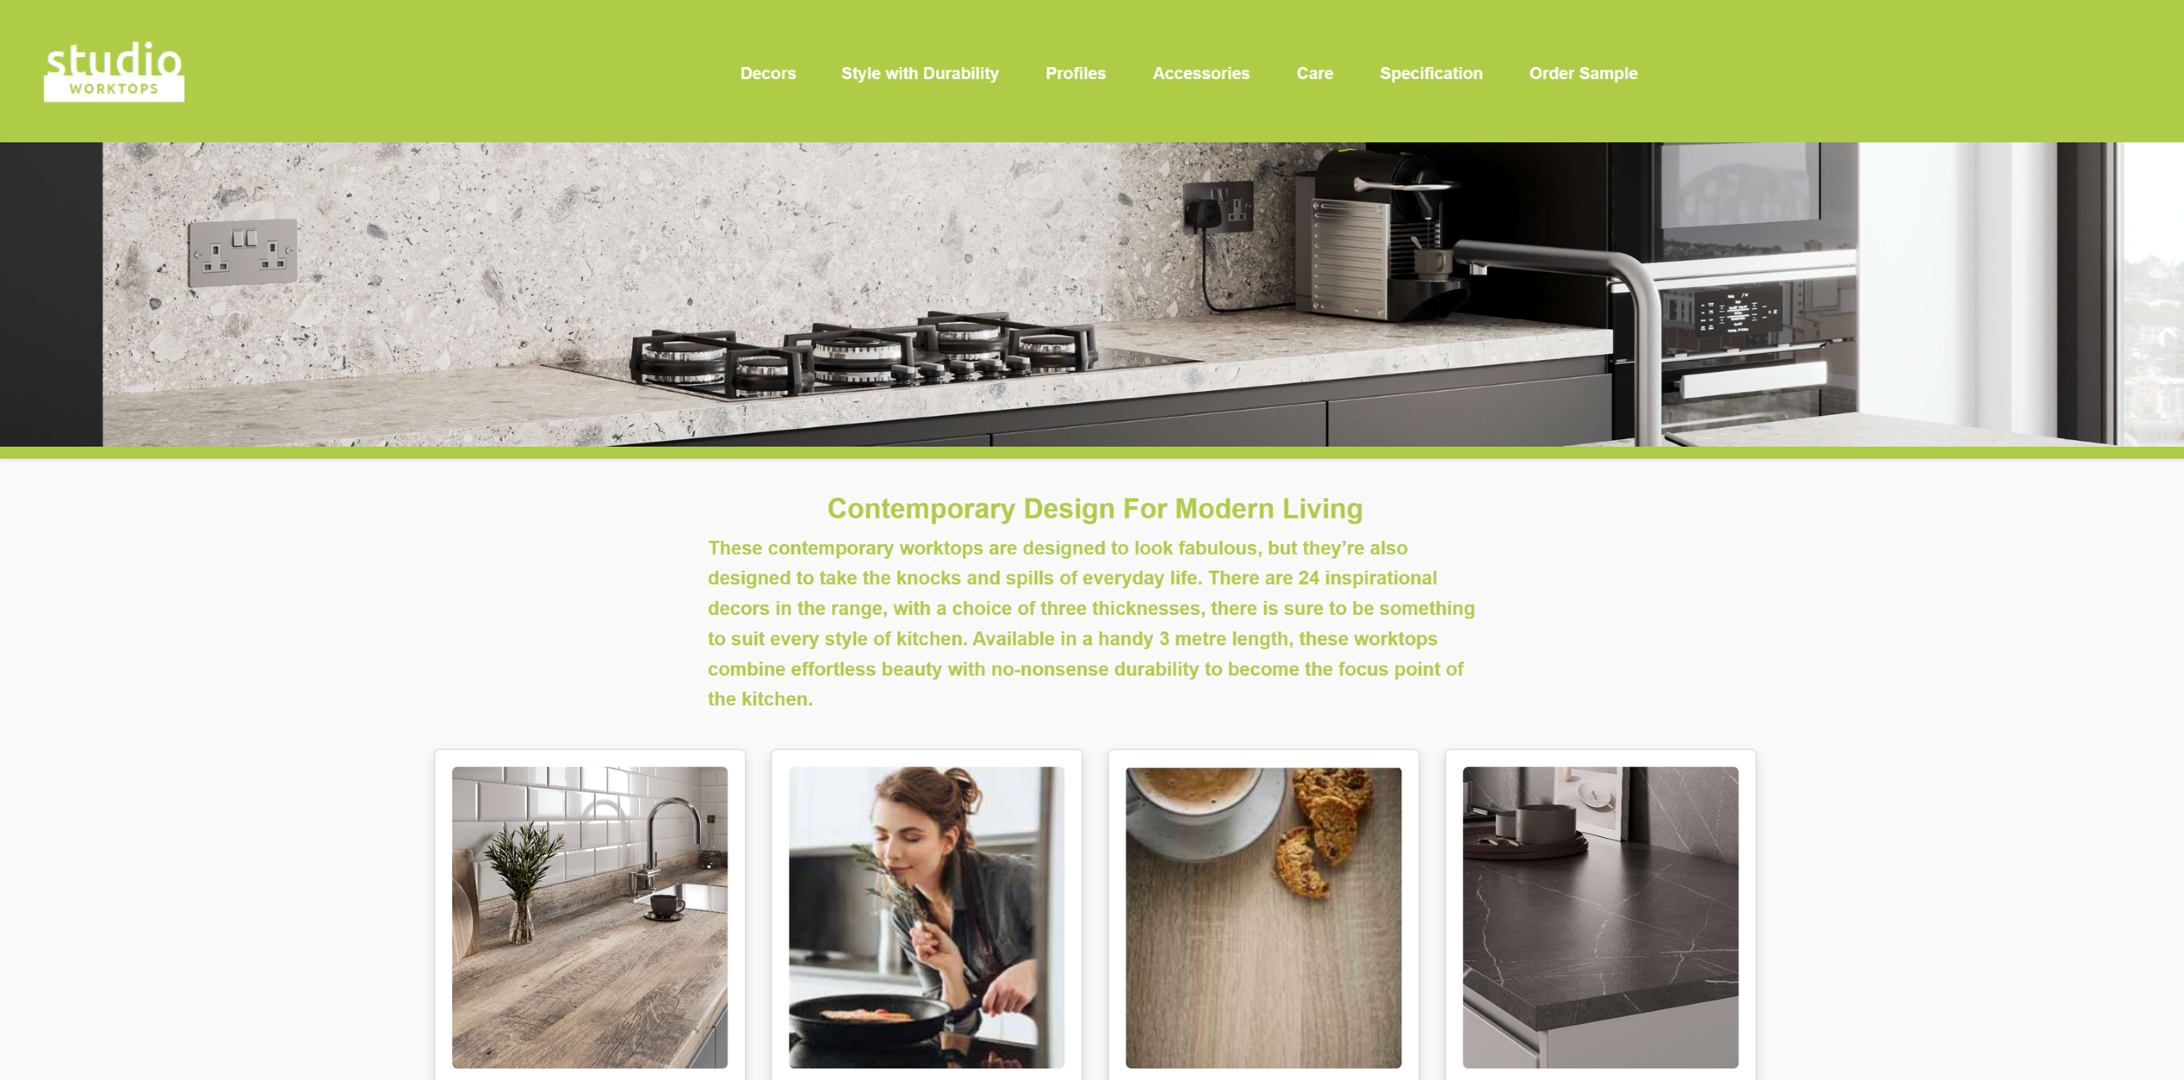 studio
WORKTOPS
Decors Style with Durability Profiles Accessories Care Specification Order Sample
Contemporary Design For Modern Living
These contemporary worktops are designed to look fabulous, but they’re also
designed to take the knocks and spills of everyday life. There are 24 inspirational
decors in the range, with a choice of three thicknesses, there is sure to be something
to suit every style of kitchen. Available in a handy 3 metre length, these worktops
combine effortless beauty with no-nonsense durability to become the focus point of
the kitchen.